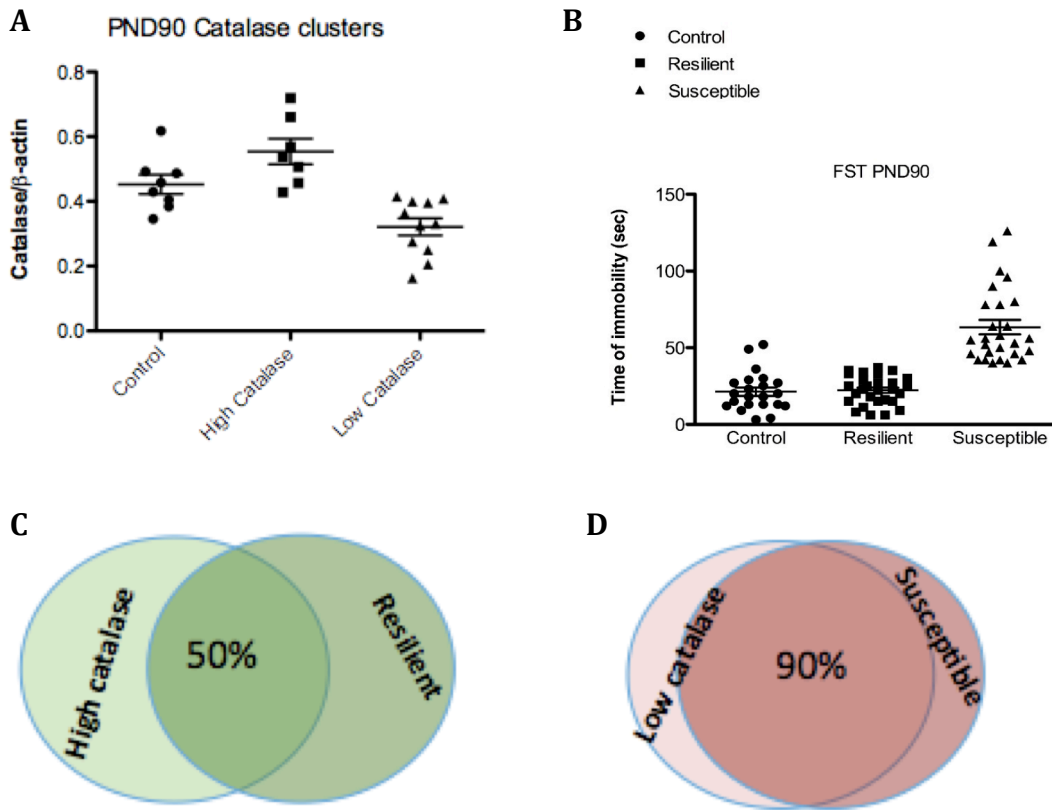 A
PND90 Catalase clusters
Catalase/β-actin
0.8
0.6
0.4
0.2
0.0
Control
High Catalase
Low Catalase
B
Control
Resilient
Susceptible
FST PND90
Time of immobility (sec)
150
100
50
0
Control
Resilient
Susceptible
C
High catalase
50%
Resilient
D
Low catalase
90%
Susceptible